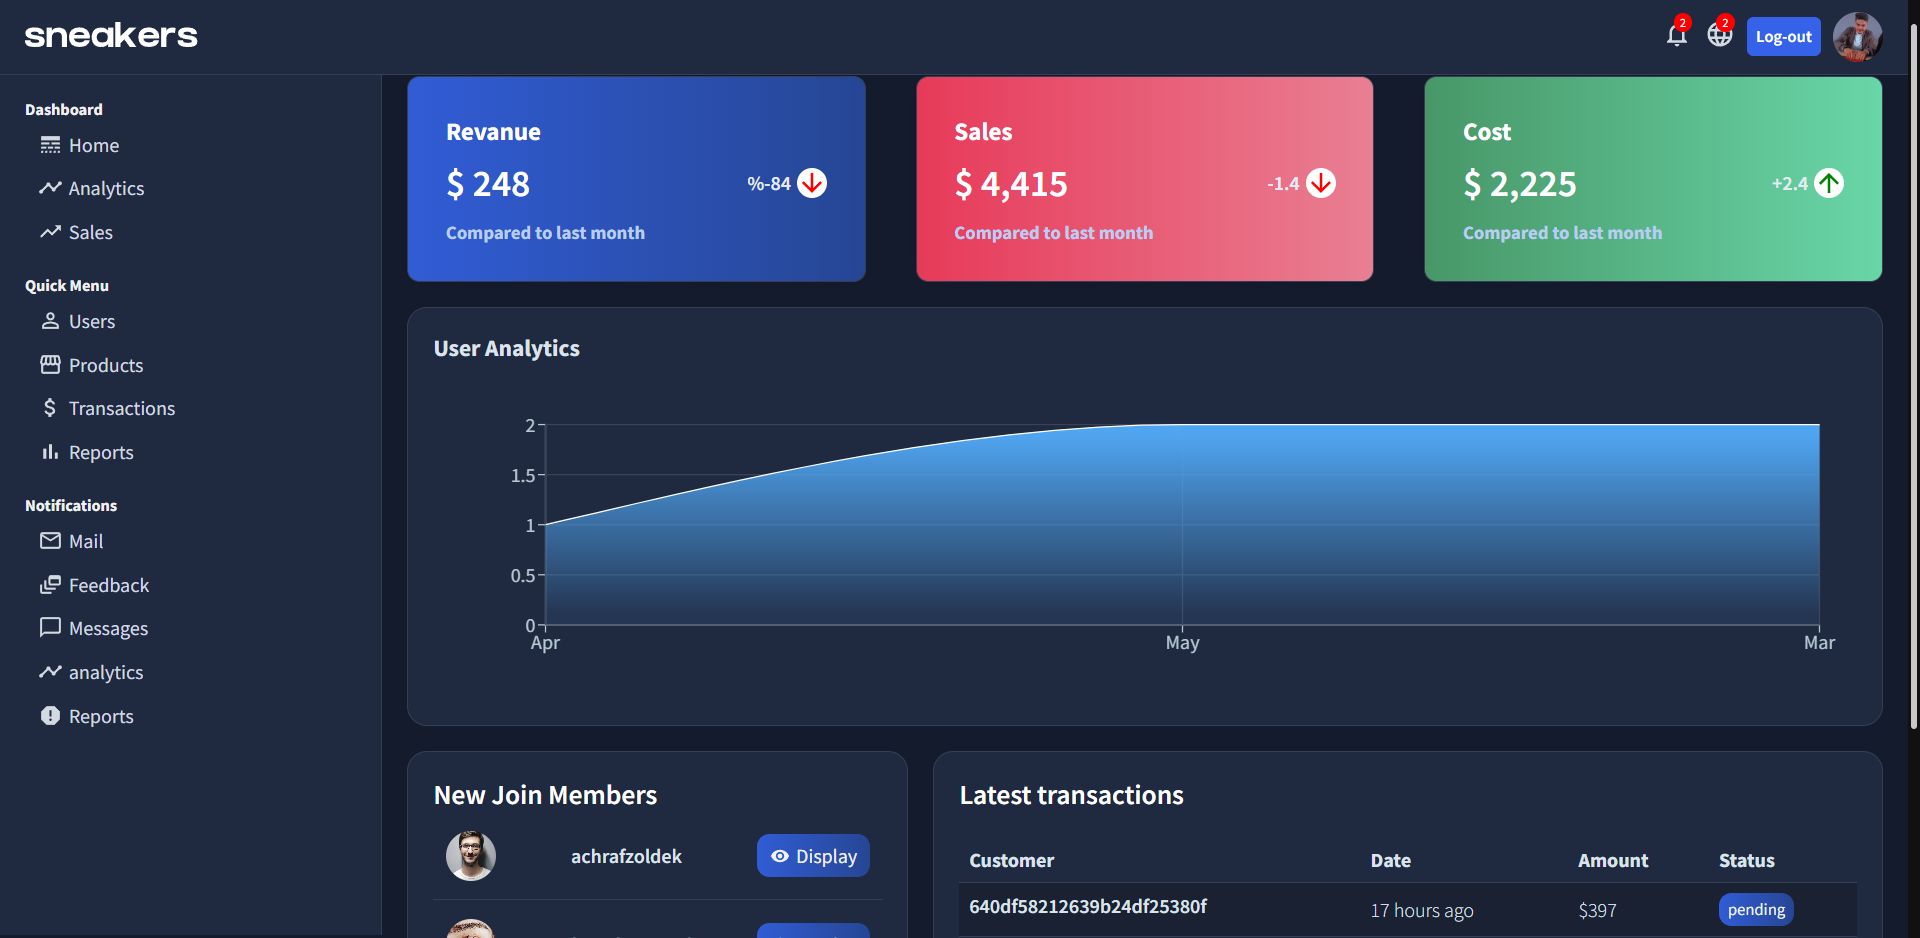 sneakers
2
2
Log-out
Dashboard
Home
Analytics
Sales
Quick Menu
Users
Products
Transactions
Reports
Notifications
Mail
Feedback
Messages
analytics
Reports
Revanue
$ 248
%-84
Compared to last month
Sales
$ 4,415
-1.4
Compared to last month
Cost
$ 2,225
+2.4
Compared to last month
User Analytics
2
1.5
1
0.5
0
Apr
May
Mar
New Join Members
achrafzoldek
Display
Latest transactions
Customer Date Amount Status
640df58212639b24df25380f 17 hours ago $397 pending